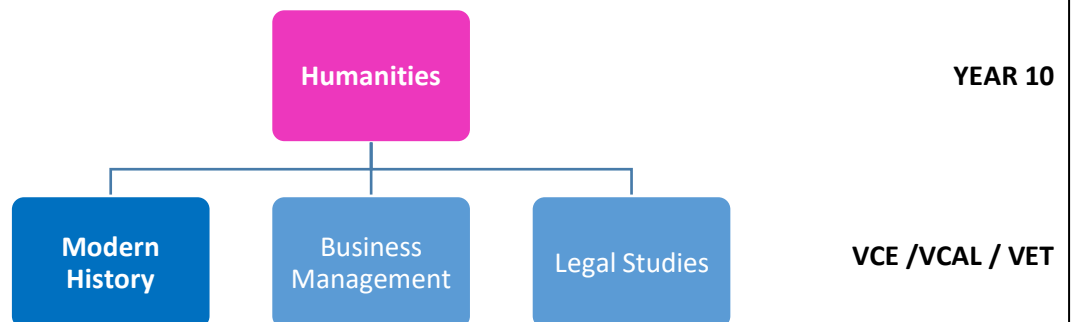 Humanities
YEAR 10
Modern
History
Business
Management
Legal Studies
VCE /VCAL / VET